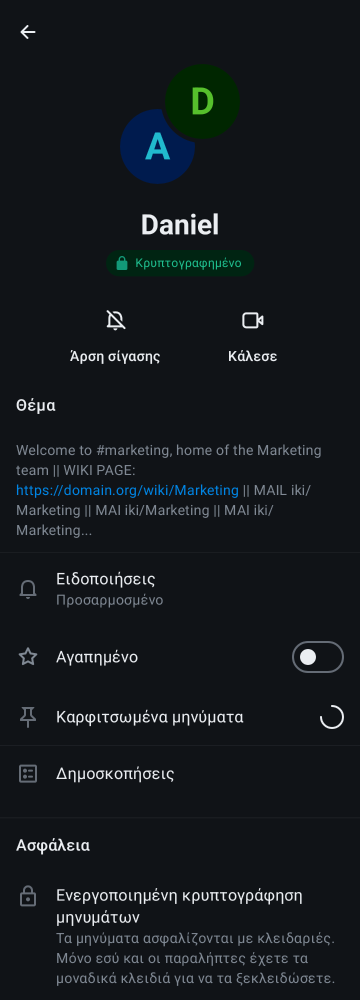 D
A
Daniel
Κρυπτογραφημένο
Άρση σίγασης
Κάλεσε
Θέμα
Welcome to #marketing, home of the Marketing
team || WIKI PAGE:
https://domain.org/wiki/Marketing || MAIL iki/
Marketing || MAI iki/Marketing || MAI iki/
Marketing...
Ειδοποιήσεις
Προσαρμοσμένο
Αγαπημένο
Καρφιτσωμένα μηνύματα
Δημοσκοπήσεις
Ασφάλεια
Ενεργοποιημένη κρυπτογράφηση
μηνυμάτων
Τα μηνύματα ασφαλίζονται με κλειδαριές.
Μόνο εσύ και οι παραλήπτες έχετε τα
μοναδικά κλειδιά για να τα ξεκλειδώσετε.